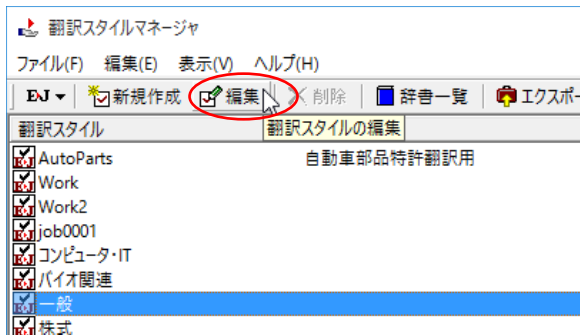 翻訳スタイルマネージャ
ファイル(F) 編集(E) 表示(V) ヘルプ(H)
EJ 新規作成 編集 削除 辞書一覧 エクスポー
翻訳スタイル 翻訳スタイルの編集
AutoParts 自動車部品特許翻訳用
Work
Work2
job0001
コンピュータ・IT
バイオ関連
一般
株式